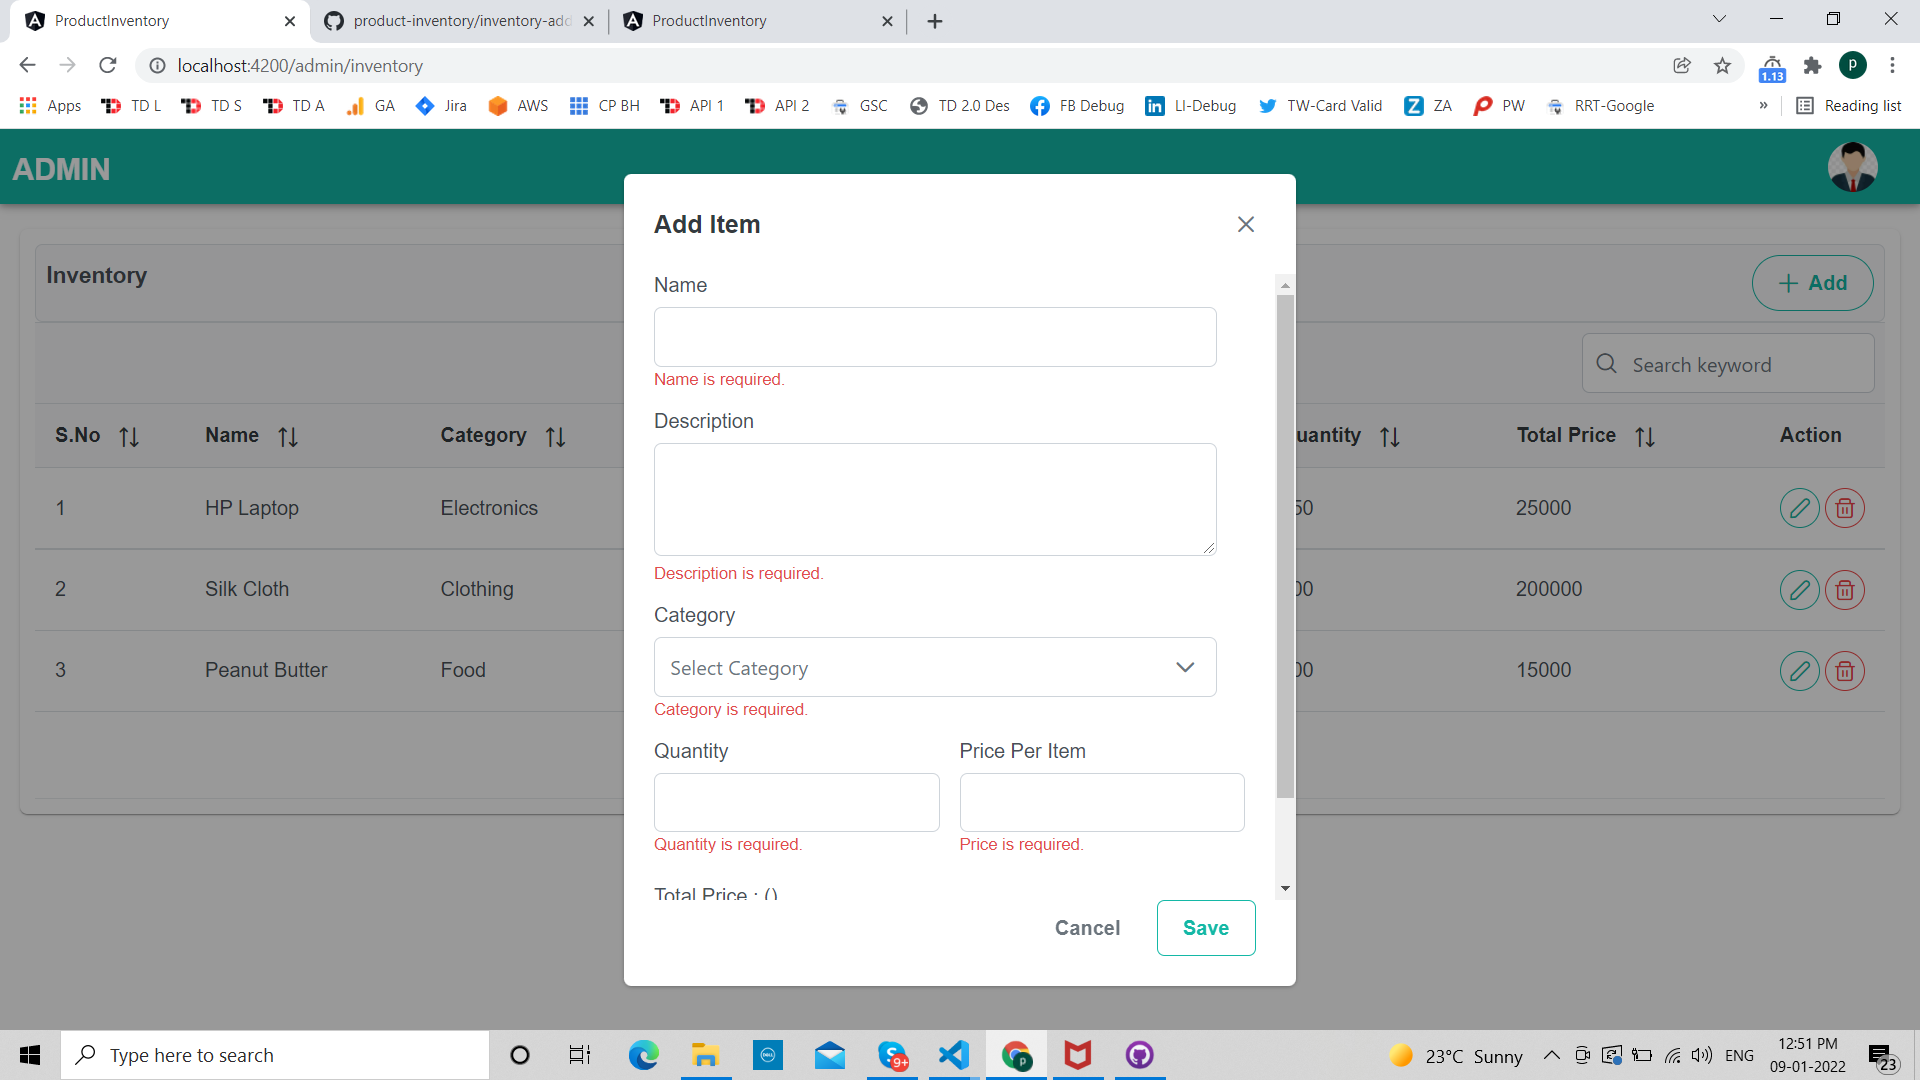 ProductInventory
product-inventory/inventory-add
ProductInventory
localhost:4200/admin/inventory
1.13
P
Apps TD L TD S TD A GA Jira AWS CP BH API 1 API 2 GSC TD 2.0 Des FB Debug LI-Debug TW-Card Valid ZA PW RRT-Google » Reading list
ADMIN
Inventory
Add
Search keyword
S.No Name Category uantity Total Price Action
1 HP Laptop Electronics 50 25000
2 Silk Cloth Clothing 00 200000
3 Peanut Butter Food 00 15000
Add Item
Name
Name is required.
Description
Description is required.
Category
Select Category
Category is required.
Quantity Price Per Item
Quantity is required. Price is required.
Total Price : ()
Cancel Save
Type here to search
DELL
S 9+
P
23°C Sunny
ENG
12:51 PM
09-01-2022
23